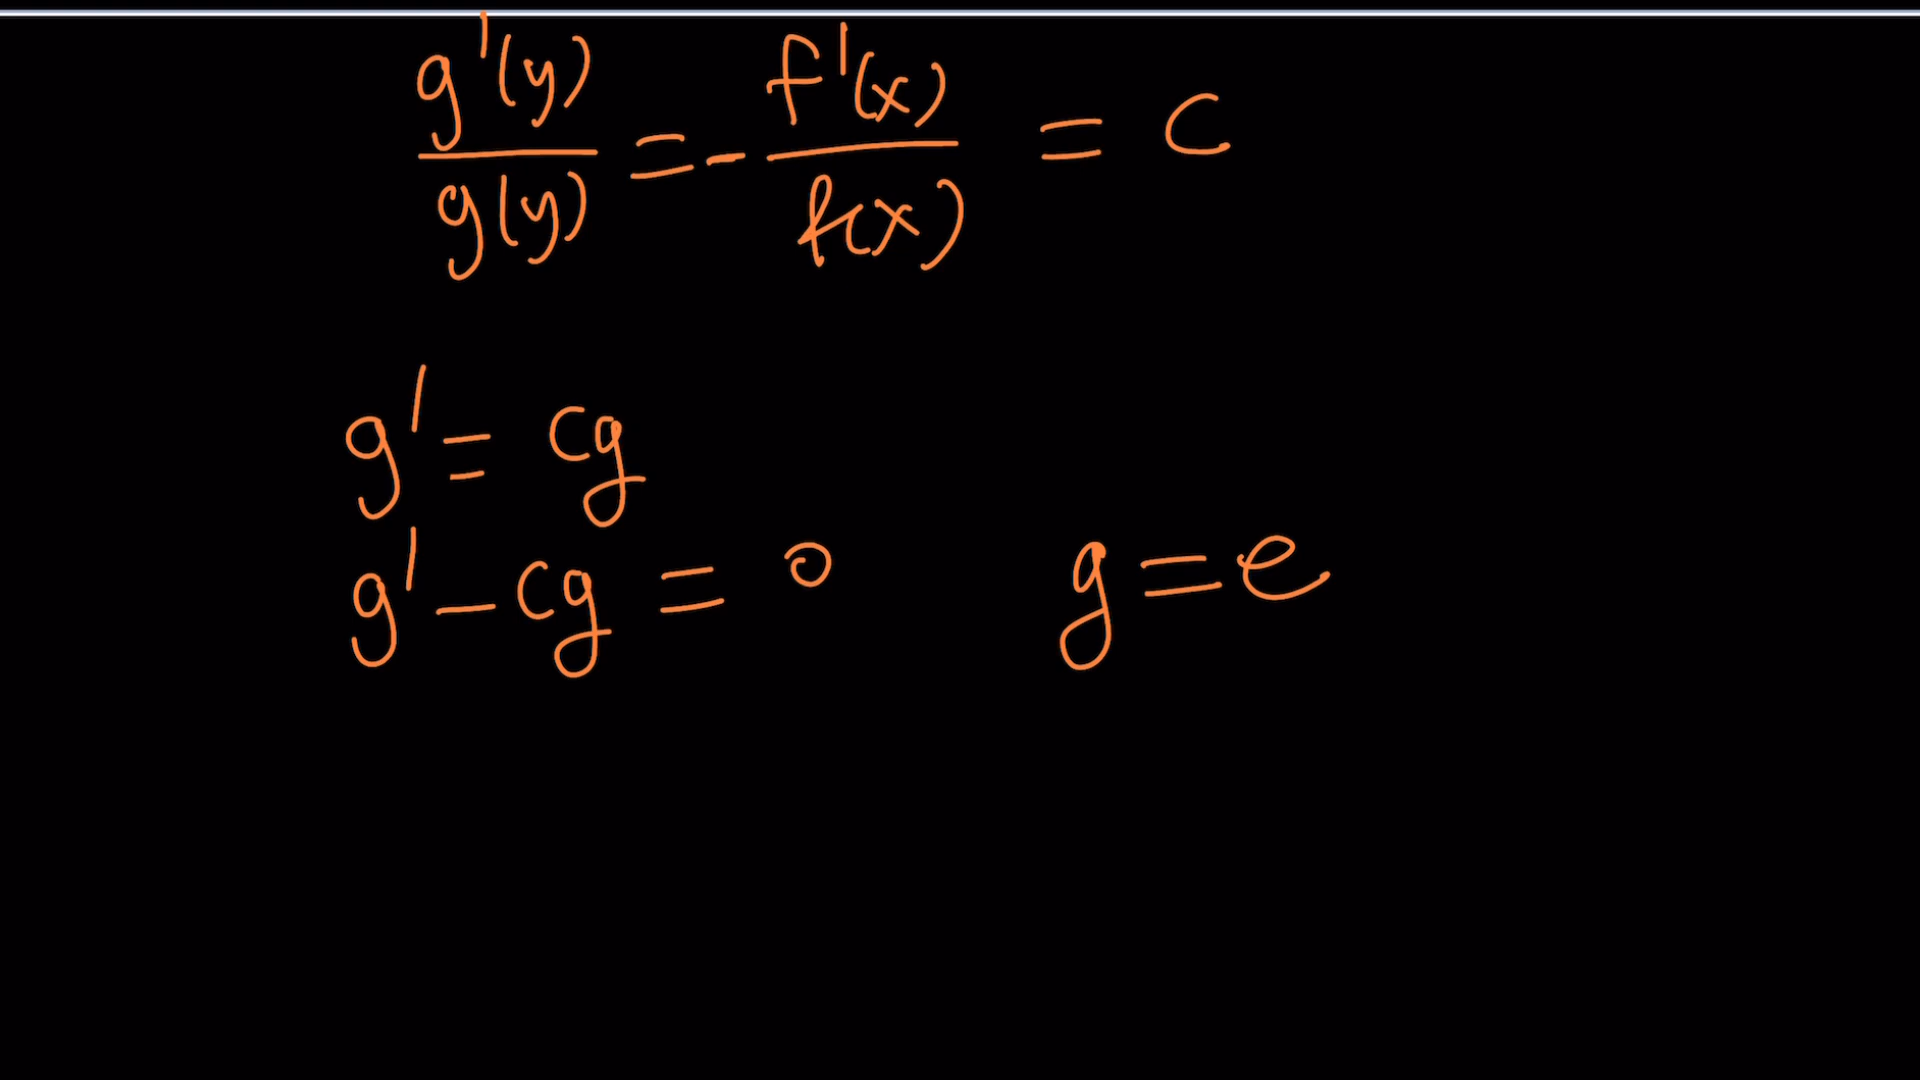 g'(y)/g(y) = - f'(x)/f(x) = c
g' = cg
g' - cg = 0 g = e